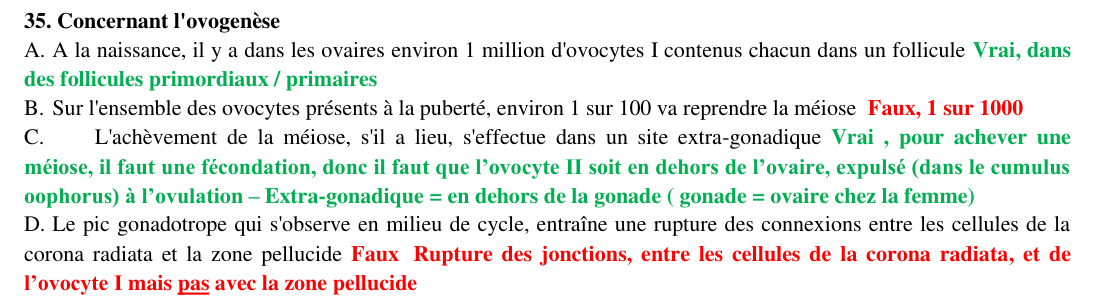 35. Concernant l'ovogenèse
A. A la naissance, il y a dans les ovaires environ 1 million d'ovocytes I contenus chacun dans un follicule Vrai, dans
des follicules primordiaux / primaires
B. Sur l'ensemble des ovocytes présents à la puberté, environ 1 sur 100 va reprendre la méiose Faux, 1 sur 1000
C. L'achèvement de la méiose, s'il a lieu, s'effectue dans un site extra-gonadique Vrai , pour achever une
méiose, il faut une fécondation, donc il faut que l’ovocyte II soit en dehors de l’ovaire, expulsé (dans le cumulus
oophorus) à l’ovulation – Extra-gonadique = en dehors de la gonade ( gonade = ovaire chez la femme)
D. Le pic gonadotrope qui s'observe en milieu de cycle, entraîne une rupture des connexions entre les cellules de la
corona radiata et la zone pellucide Faux Rupture des jonctions, entre les cellules de la corona radiata, et de
l’ovocyte I mais pas avec la zone pellucide